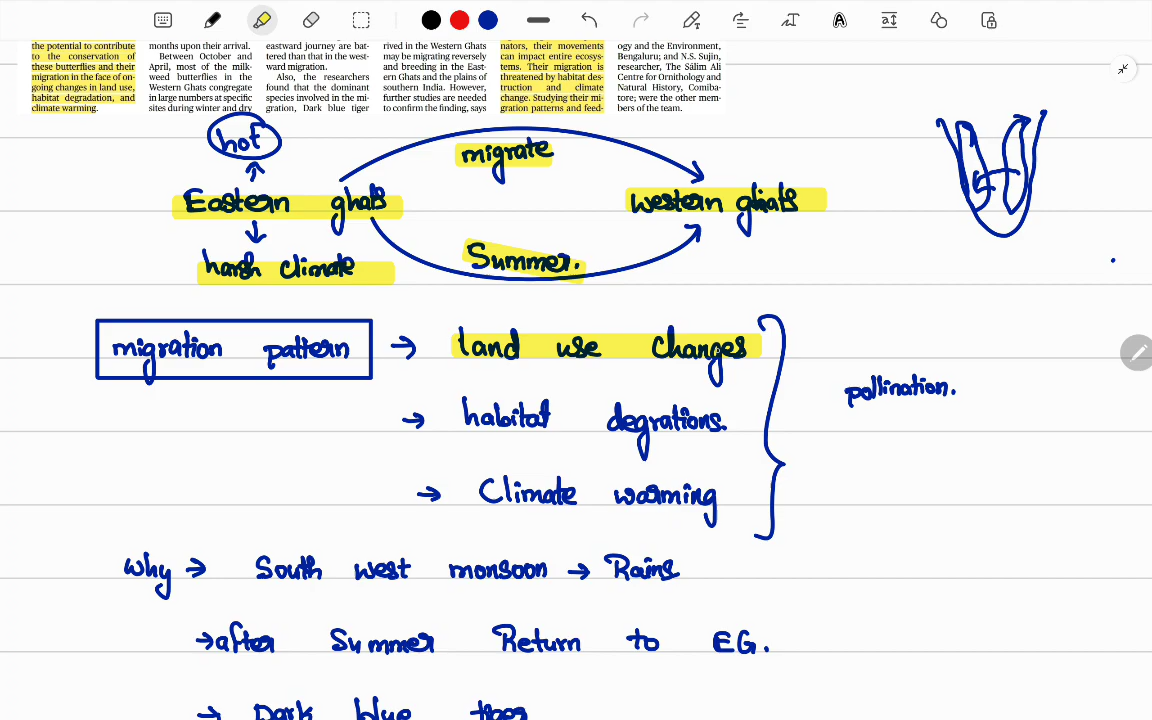 the potential to contribute
to the conservation of
these butterflies and their
migration in the face of on-
going changes in land use,
habitat degradation, and
climate warming.
months upon their arrival.
Between October and
April, most of the milk-
weed butterflies in the
Western Ghats congregate
in large numbers at specific
sites during winter and dry
eastward journey are bat-
tered than that in the west-
ward migration.
Also, the researchers
found that the dominant
species involved in the mi-
gration, Dark blue tiger
rived in the Western Ghats
may be migrating reversely
and breeding in the East-
ern Ghats and the plains of
southern India. However,
further studies are needed
to confirm the finding, says
nators, their movements
can impact entire ecosys-
tems. Their migration is
threatened by habitat des-
truction and climate
change. Studying their mi-
gration patterns and feed-
ogy and the Environment,
Bengaluru; and N.S. Sujin,
researcher, The Sálim Ali
Centre for Ornithology and
Natural History, Coimba-
tore; were the other mem-
bers of the team.
hot
migrate
Eastern ghats
western ghats
harsh climate
Summer.
migration pattern → land use changes
→ habitat degrations.
pollination.
→ Climate warming
why → South west monsoon → Rains
→ after Summer Return to EG.
→ Dark blue tiger